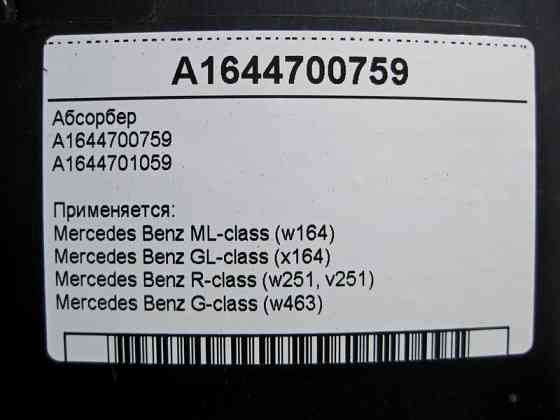 A1644700759
Абсорбер
A1644700759
A1644701059
Применяется:
Mercedes Benz ML-class (w164)
Mercedes Benz GL-class (x164)
Mercedes Benz R-class (w251, v251)
Mercedes Benz G-class (w463)